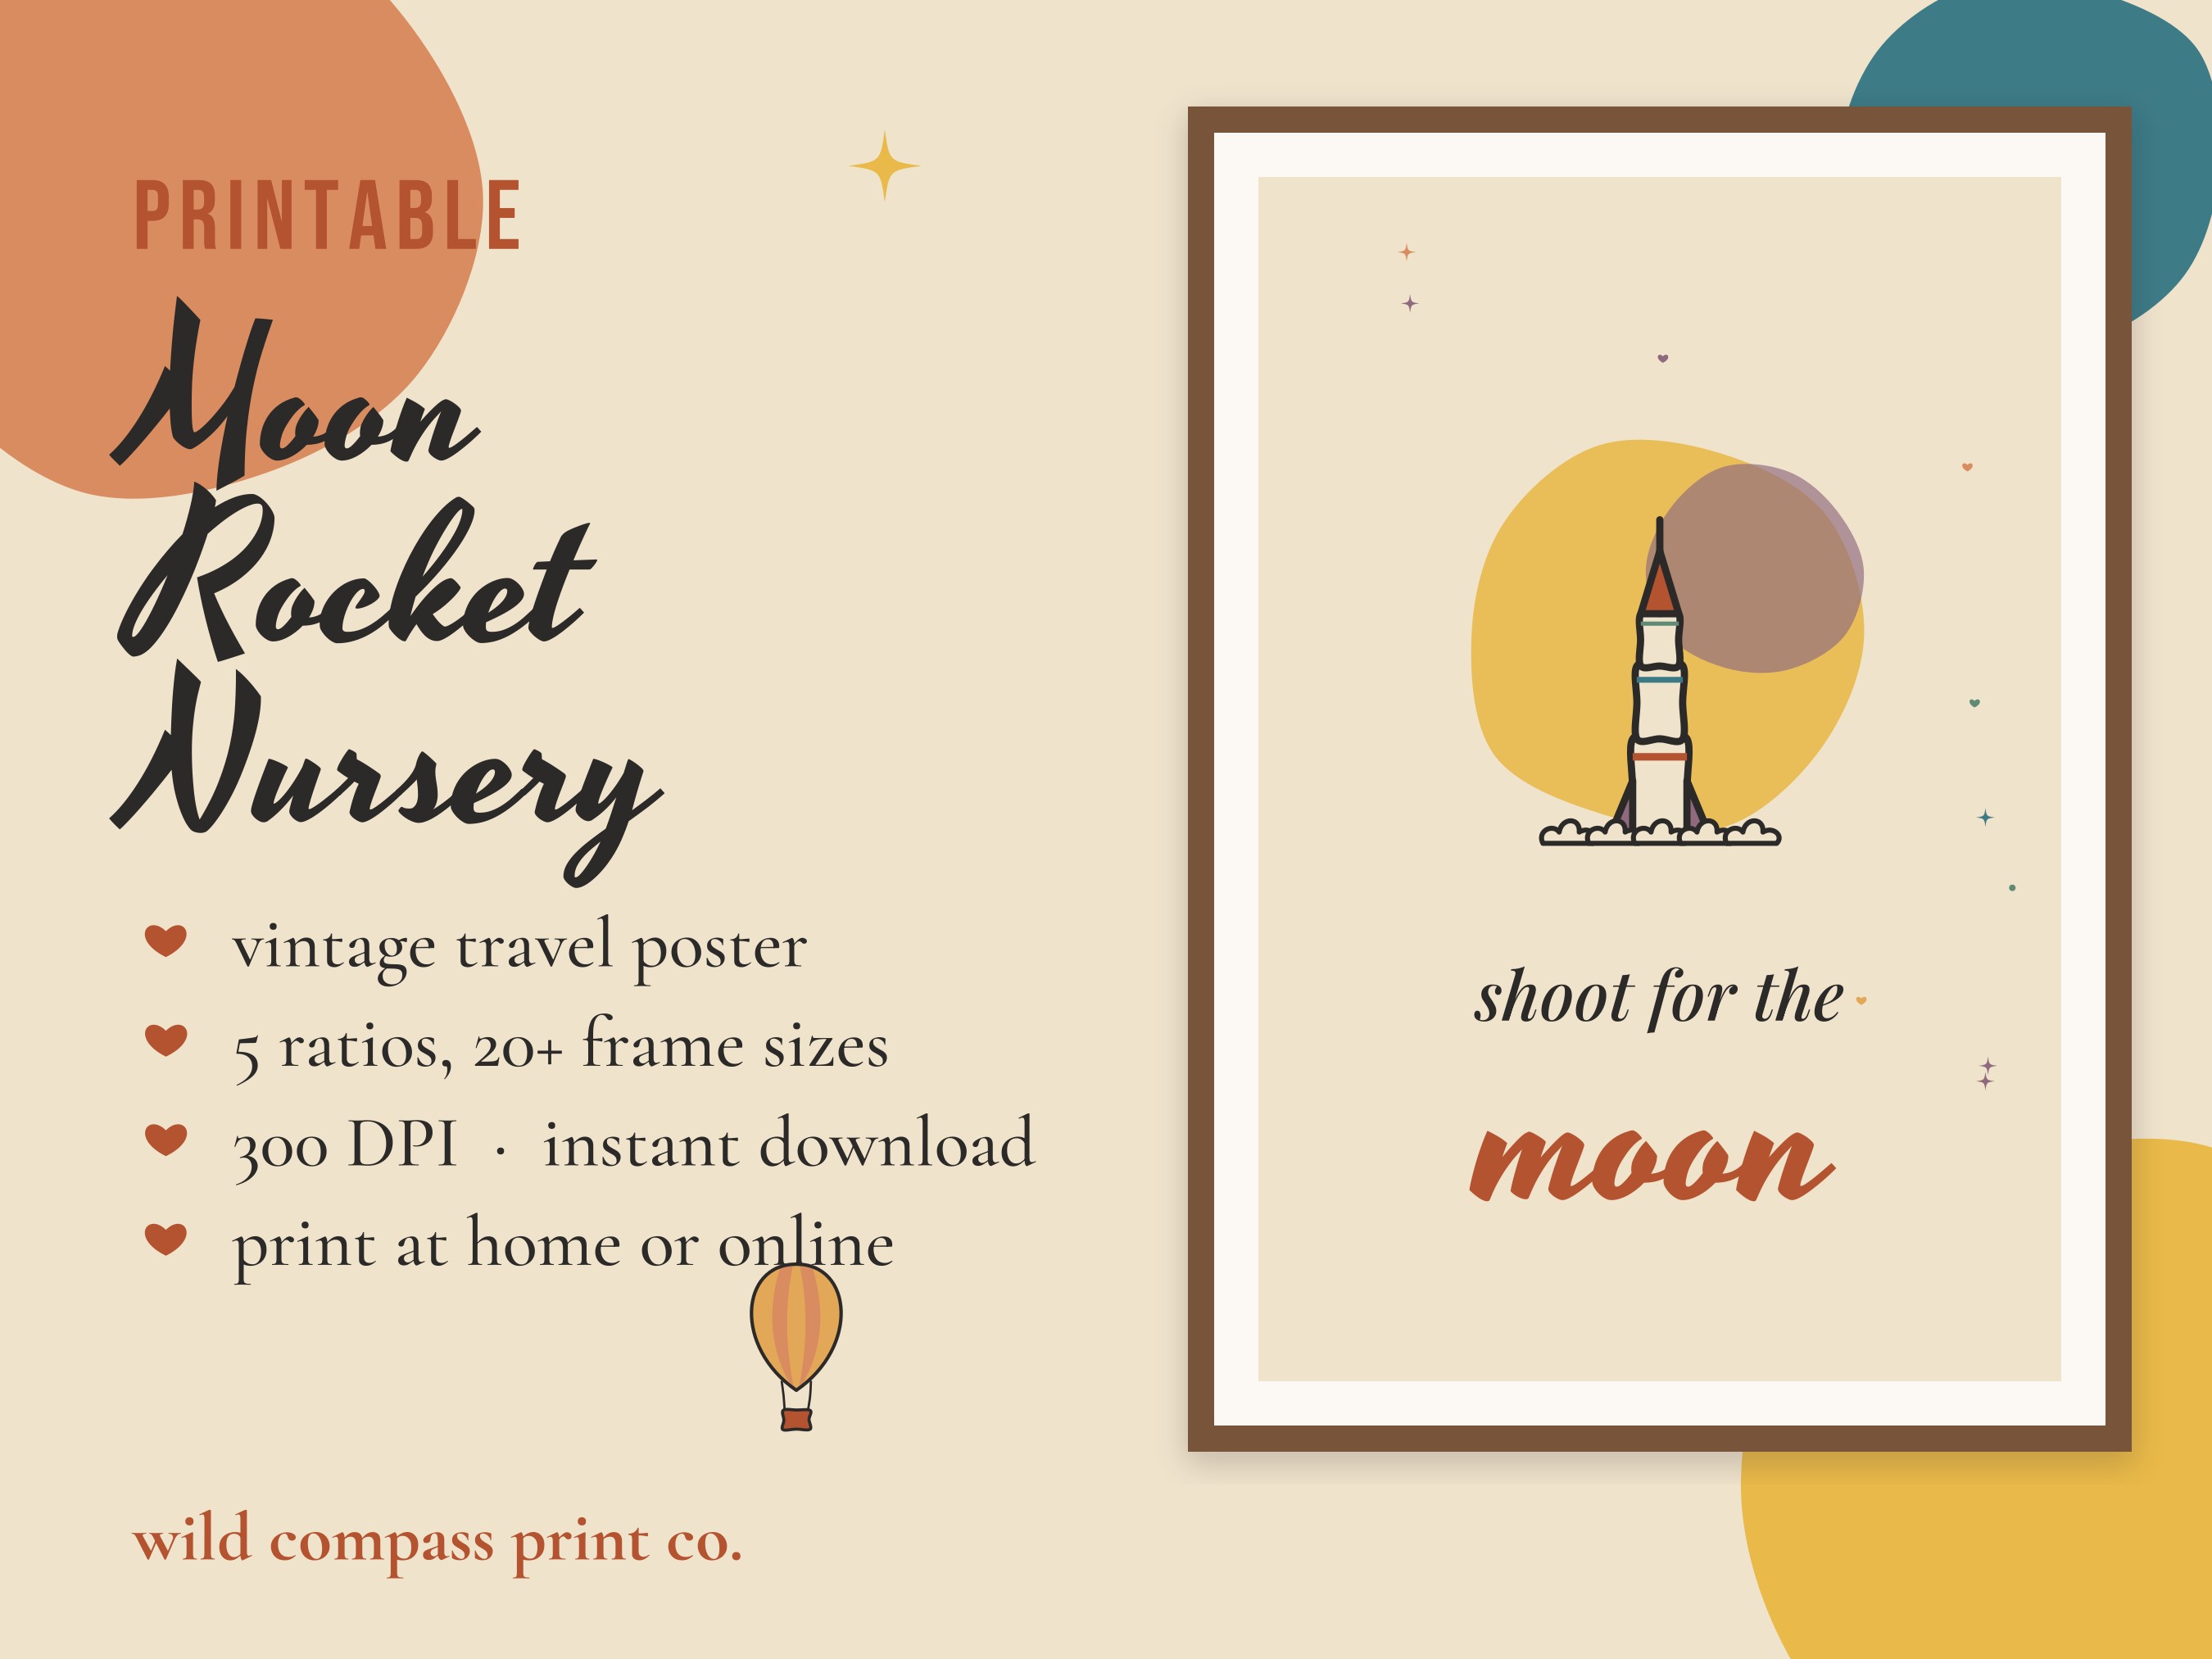 PRINTABLE
Moon
Rocket
Nursery
vintage travel poster
5 ratios, 20+ frame sizes
300 DPI · instant download
print at home or online
wild compass print co.
shoot for the
moon